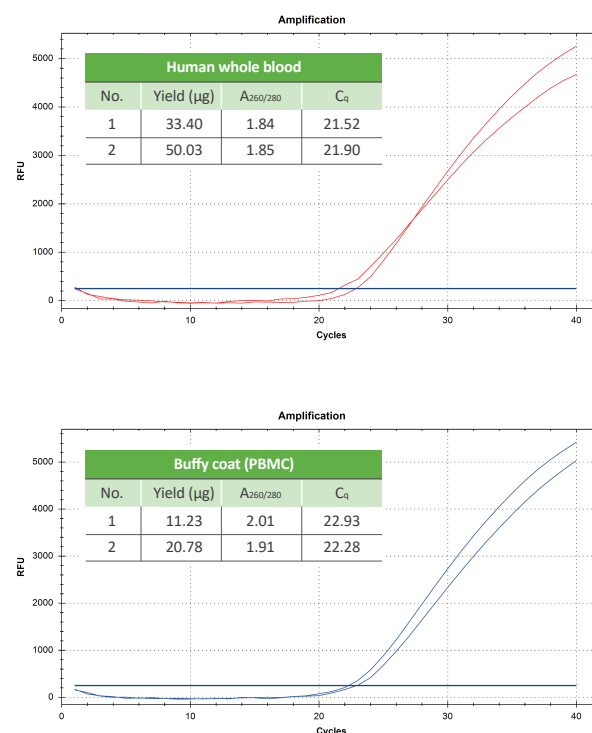 Amplification
5000
4000
3000
2000
1000
0
RFU
Human whole blood
No. Yield (µg) A260/280 Cq
1 33.40 1.84 21.52
2 50.03 1.85 21.90
0 10 20 30 40
Cycles
Amplification
5000
4000
3000
2000
1000
0
RFU
Buffy coat (PBMC)
No. Yield (µg) A260/280 Cq
1 11.23 2.01 22.93
2 20.78 1.91 22.28
0 10 20 30 40
Cycles